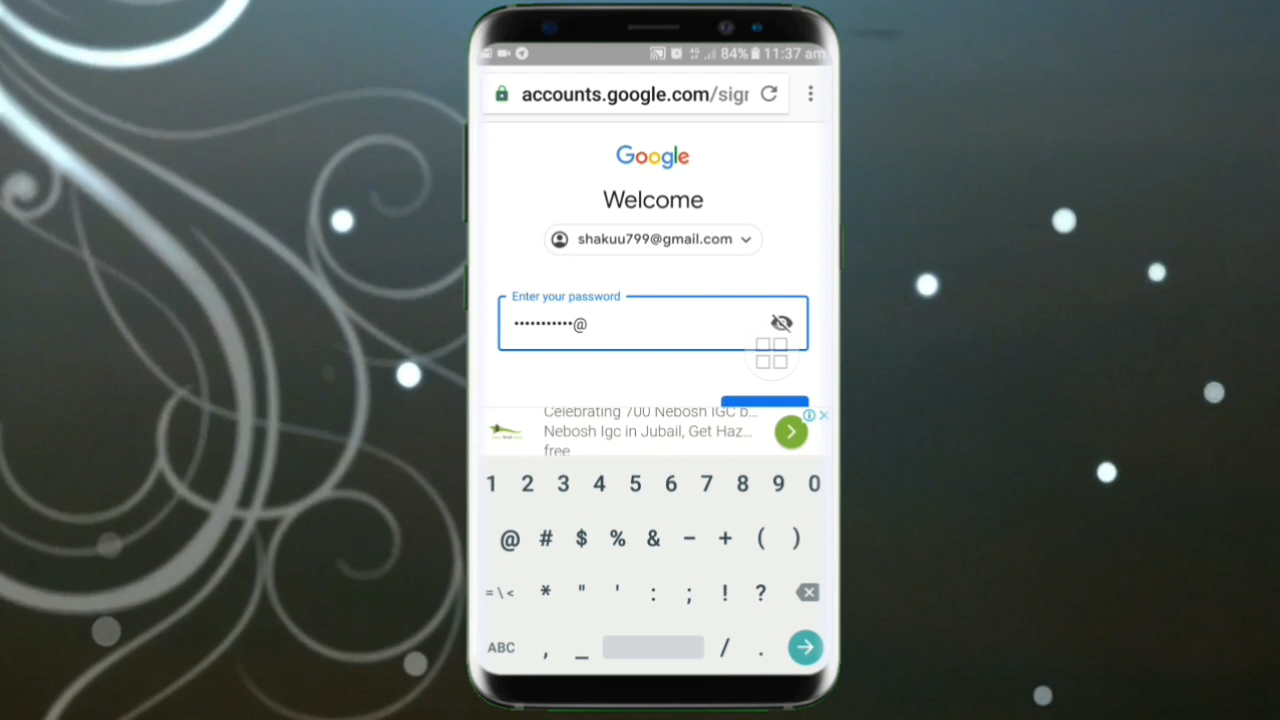 84% 11:37 am
accounts.google.com/sigr
Google
Welcome
shakuu799@gmail.com
Enter your password
•••••••••••@
Celebrating 700 Nebosh IGC b...
Nebosh Igc in Jubail, Get Haz...
free
1 2 3 4 5 6 7 8 9 0
@ # $ % & - + ( )
=\< * " ' : ; ! ?
ABC , _ / .